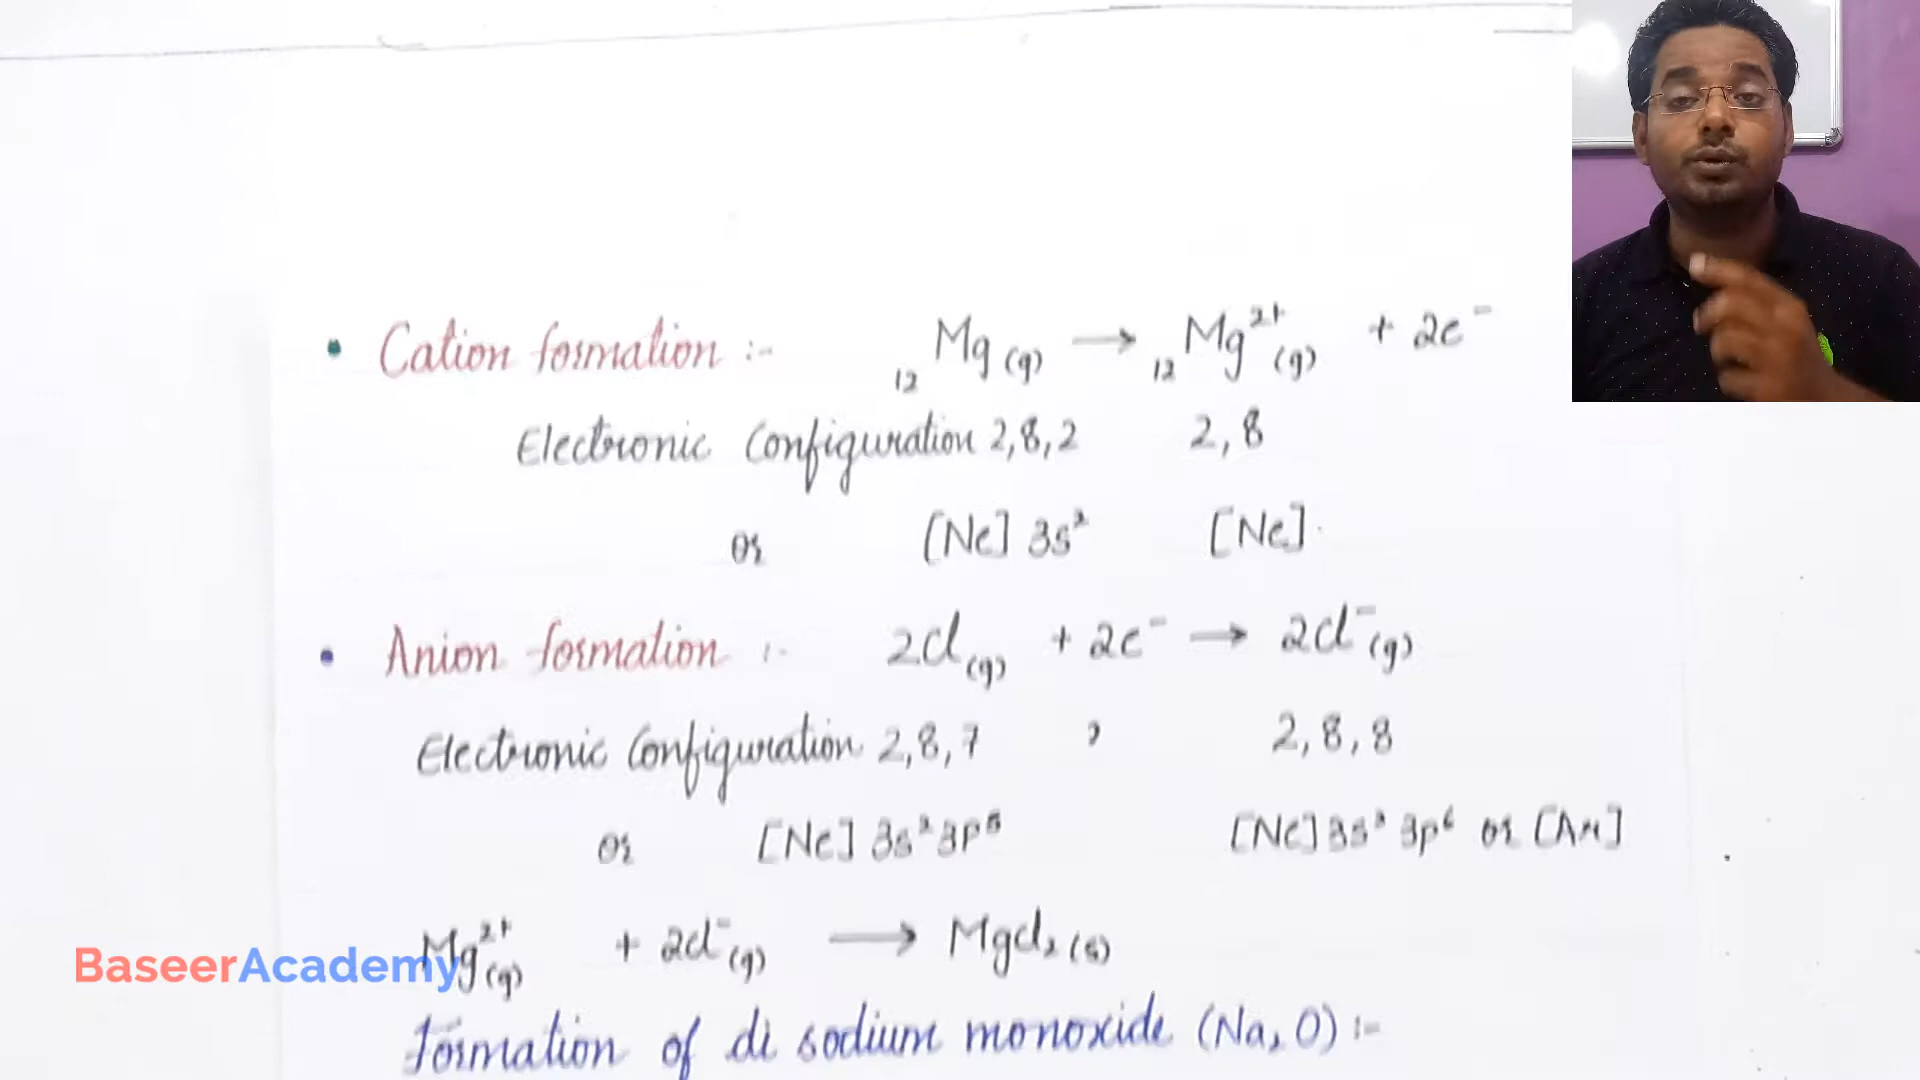 • Cation formation :- ₁₂Mg(g) → ₁₂Mg²⁺(g) + 2e⁻
Electronic Configuration 2,8,2 2,8
or [Ne] 3s² [Ne]
• Anion formation :- 2Cl(g) + 2e⁻ → 2Cl⁻(g)
Electronic Configuration 2,8,7 , 2,8,8
or [Ne] 3s² 3p⁵ [Ne] 3s² 3p⁶ or [Ar]
Mg²⁺(g) + 2Cl⁻(g) → MgCl₂(s)
BaseerAcademy
Formation of di sodium monoxide (Na₂O) :-